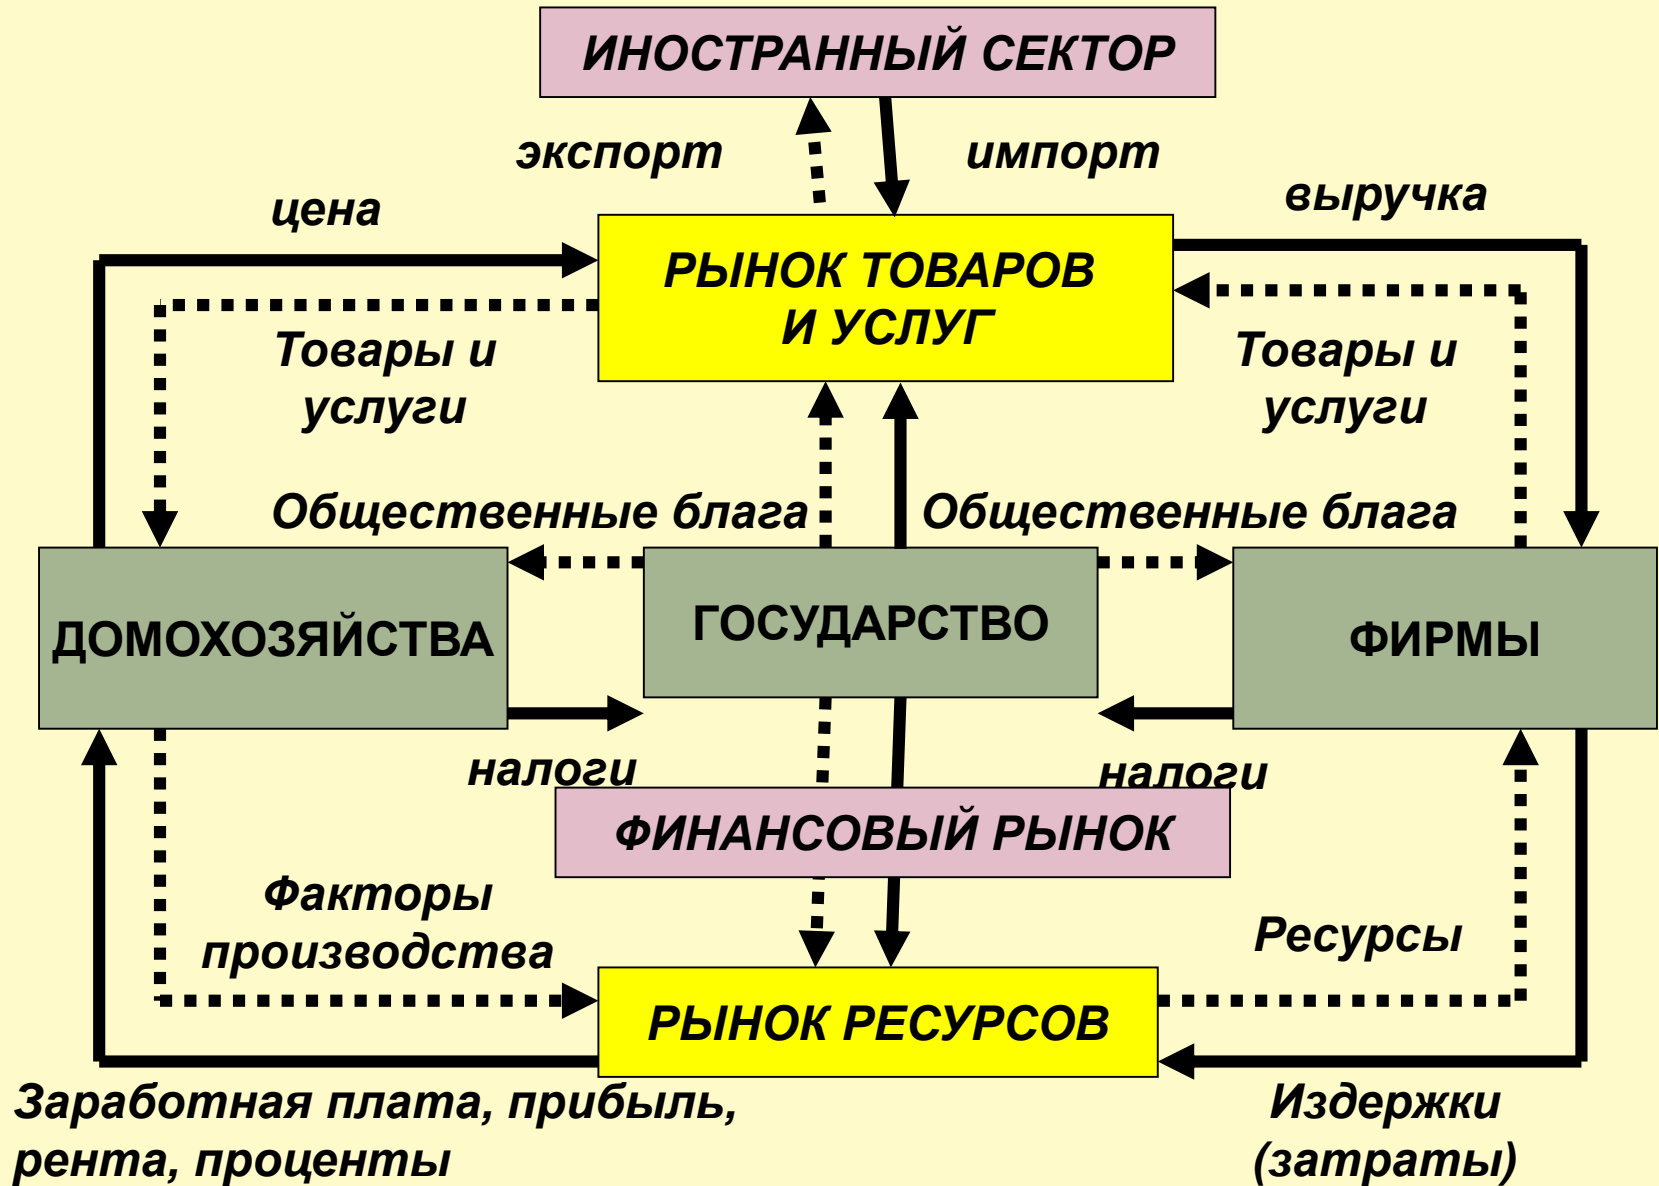 ИНОСТРАННЫЙ СЕКТОР
экспорт
импорт
цена
выручка
РЫНОК ТОВАРОВ
И УСЛУГ
Товары и
услуги
Товары и
услуги
Общественные блага
Общественные блага
ДОМОХОЗЯЙСТВА
ГОСУДАРСТВО
ФИРМЫ
налоги
налоги
ФИНАНСОВЫЙ РЫНОК
Факторы
производства
Ресурсы
РЫНОК РЕСУРСОВ
Заработная плата, прибыль,
рента, проценты
Издержки
(затраты)